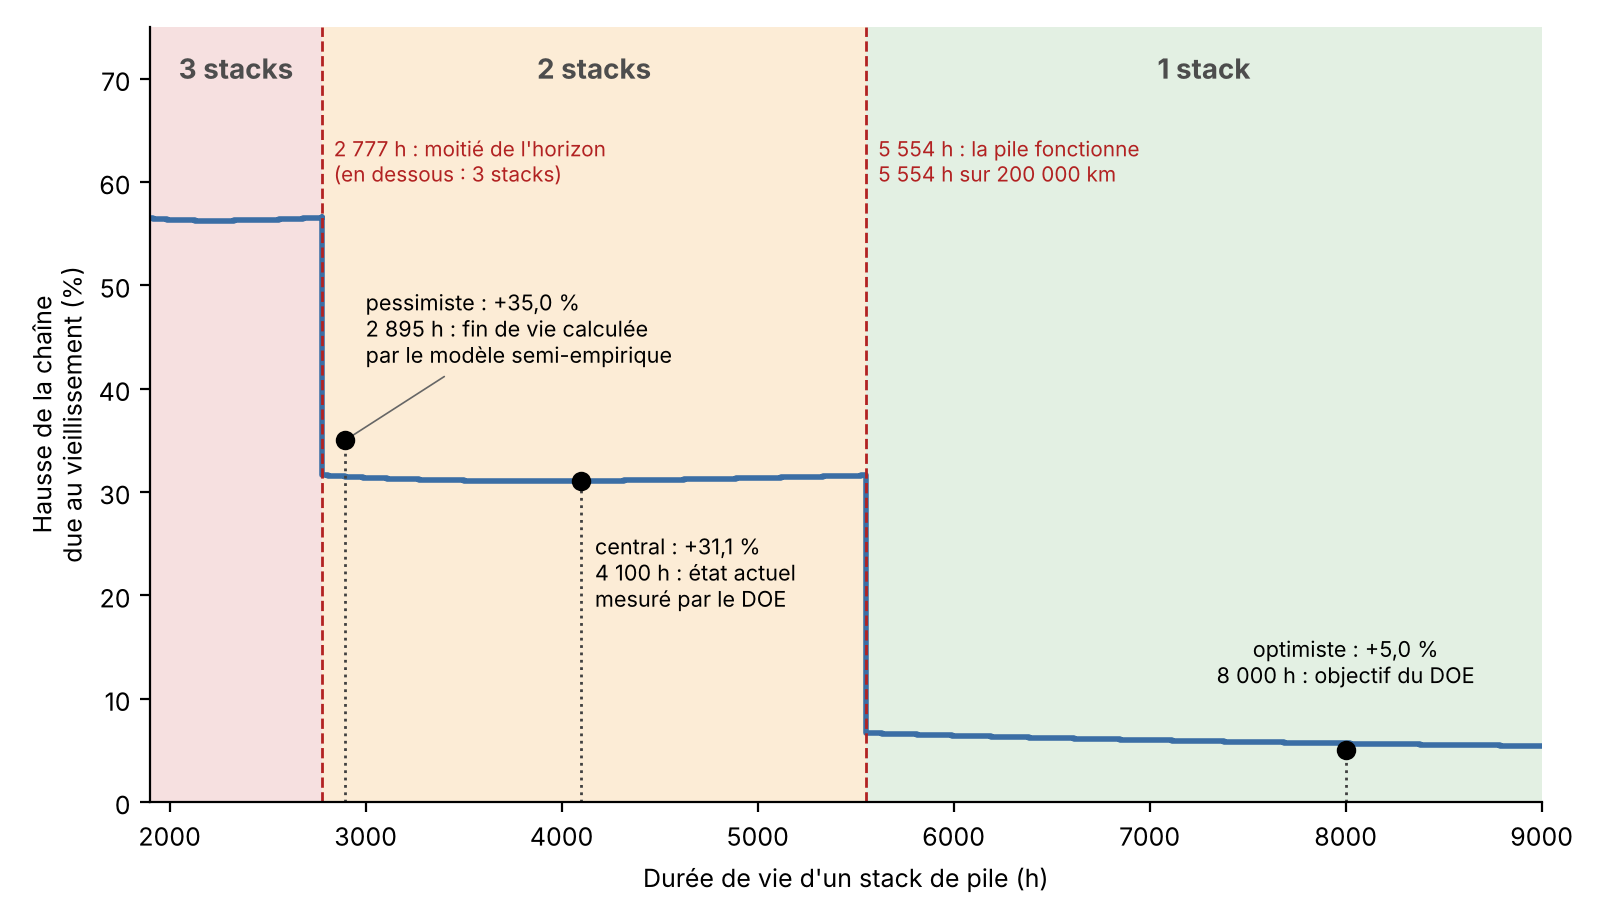 3 stacks
2 stacks
1 stack
2 777 h : moitié de l'horizon
(en dessous : 3 stacks)
5 554 h : la pile fonctionne
5 554 h sur 200 000 km
pessimiste : +35,0 %
2 895 h : fin de vie calculée
par le modèle semi-empirique
central : +31,1 %
4 100 h : état actuel
mesuré par le DOE
optimiste : +5,0 %
8 000 h : objectif du DOE
Hausse de la chaîne
due au vieillissement (%)
70
60
50
40
30
20
10
0
2000
3000
4000
5000
6000
7000
8000
9000
Durée de vie d'un stack de pile (h)